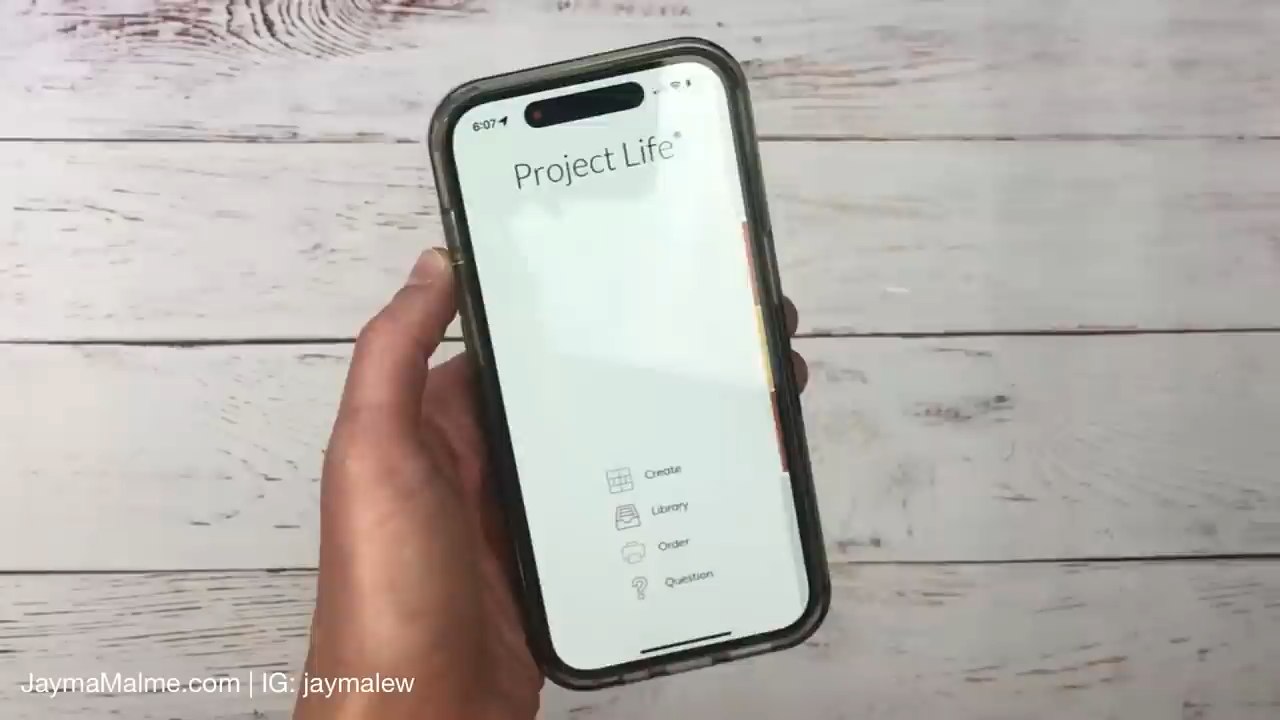 6:07
Project Life®
Create
Library
Order
Question
JaymaMalme.com | IG: jaymalew